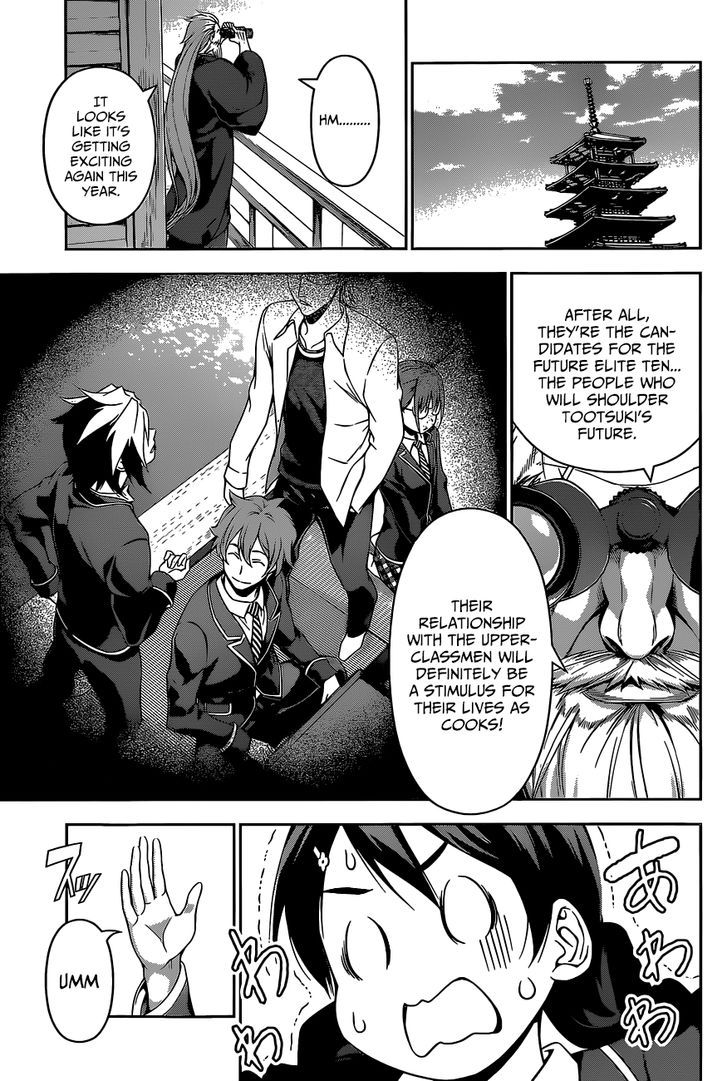 HM.........
IT
LOOKS
LIKE IT'S
GETTING
EXCITING
AGAIN THIS
YEAR.
AFTER ALL,
THEY'RE THE CAN-
DIDATES FOR THE
FUTURE ELITE TEN...
THE PEOPLE WHO
WILL SHOULDER
TOOTSUKI'S
FUTURE.
THEIR
RELATIONSHIP
WITH THE UPPER-
CLASSMEN WILL
DEFINITELY BE
A STIMULUS FOR
THEIR LIVES AS
COOKS!
あわわ
わわ
スッ
UMM